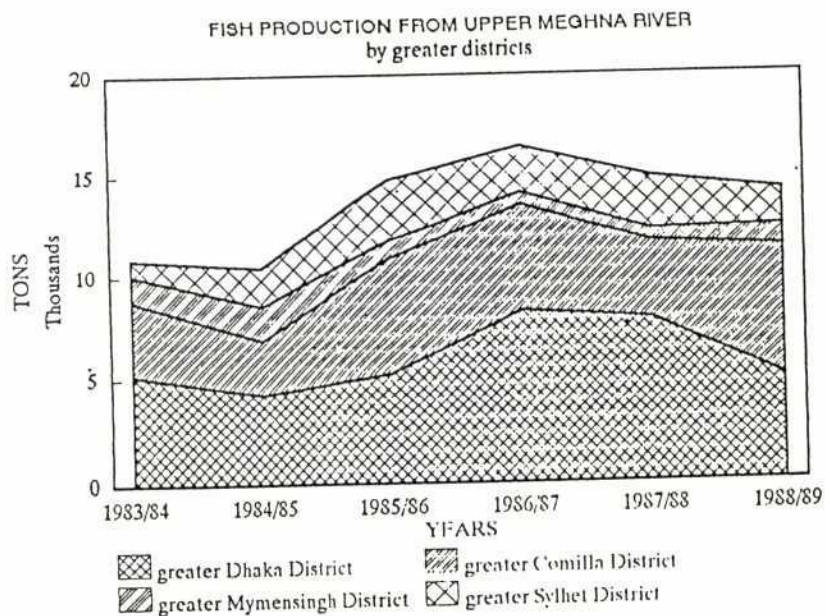 FISH PRODUCTION FROM UPPER MEGHNA RIVER
by greater districts
20
15
10
5
0
TONS
Thousands
1983/84 1984/85 1985/86 1986/87 1987/88 1988/89
YEARS
greater Dhaka District
greater Comilla District
greater Mymensingh District
greater Sylhet District